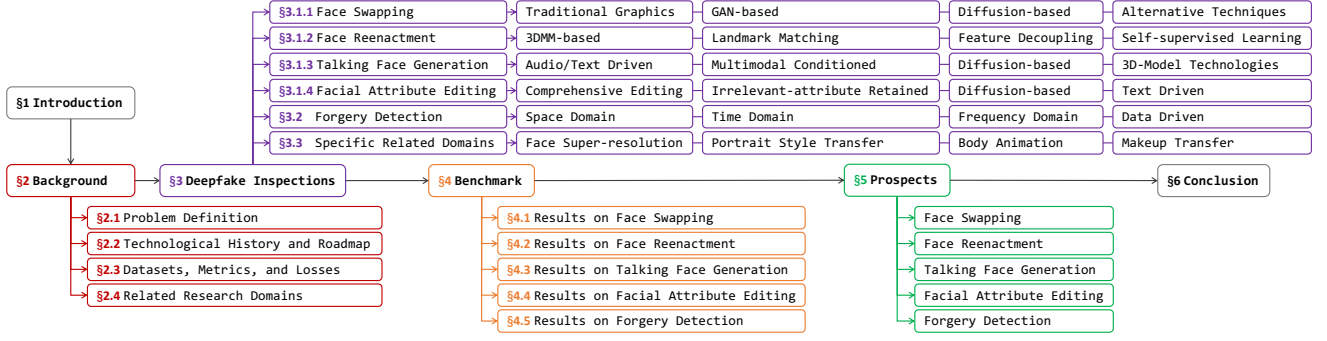 §3.1.1 Face Swapping Traditional Graphics GAN-based Diffusion-based Alternative Techniques
§3.1.2 Face Reenactment 3DMM-based Landmark Matching Feature Decoupling Self-supervised Learning
§3.1.3 Talking Face Generation Audio/Text Driven Multimodal Conditioned Diffusion-based 3D-Model Technologies
§3.1.4 Facial Attribute Editing Comprehensive Editing Irrelevant-attribute Retained Diffusion-based Text Driven
§3.2 Forgery Detection Space Domain Time Domain Frequency Domain Data Driven
§3.3 Specific Related Domains Face Super-resolution Portrait Style Transfer Body Animation Makeup Transfer
§1 Introduction
§2 Background §3 Deepfake Inspections §4 Benchmark §5 Prospects §6 Conclusion
§2.1 Problem Definition
§2.2 Technological History and Roadmap
§2.3 Datasets, Metrics, and Losses
§2.4 Related Research Domains
§4.1 Results on Face Swapping
§4.2 Results on Face Reenactment
§4.3 Results on Talking Face Generation
§4.4 Results on Facial Attribute Editing
§4.5 Results on Forgery Detection
Face Swapping
Face Reenactment
Talking Face Generation
Facial Attribute Editing
Forgery Detection